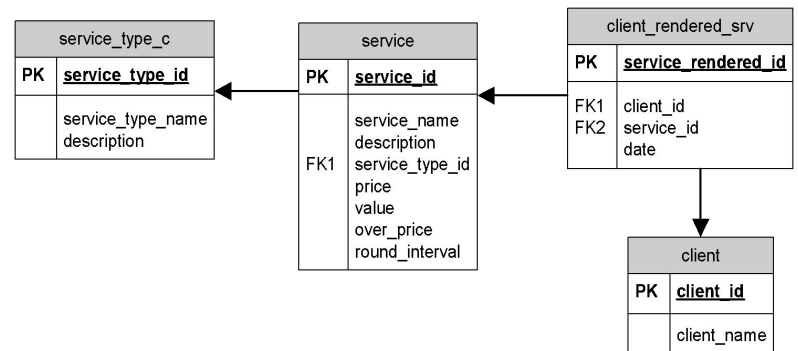 service_type_c
PK service_type_id
service_type_name
description
service
PK service_id
service_name
description
FK1 service_type_id
price
value
over_price
round_interval
client_rendered_srv
PK service_rendered_id
FK1 client_id
FK2 service_id
date
client
PK client_id
client_name